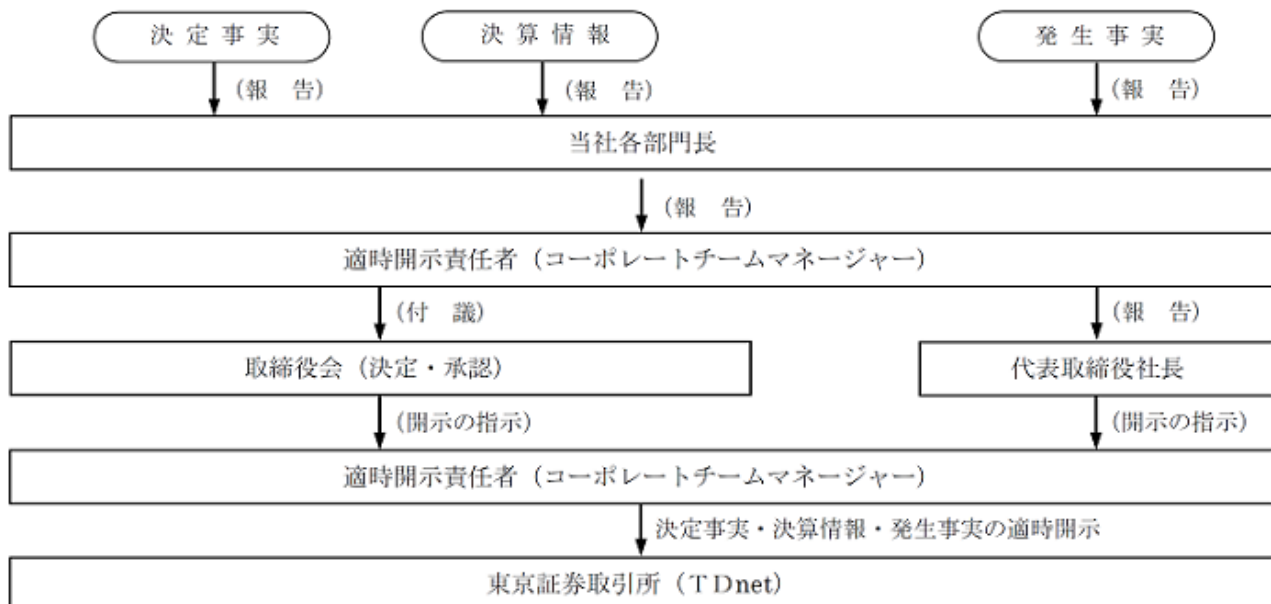 決定事実 決算情報 発生事実
(報 告) (報 告) (報 告)
当社各部門長
(報 告)
適時開示責任者(コーポレートチームマネージャー)
(付 議) (報 告)
取締役会(決定・承認) 代表取締役社長
(開示の指示) (開示の指示)
適時開示責任者(コーポレートチームマネージャー)
決定事実・決算情報・発生事実の適時開示
東京証券取引所(TDnet)